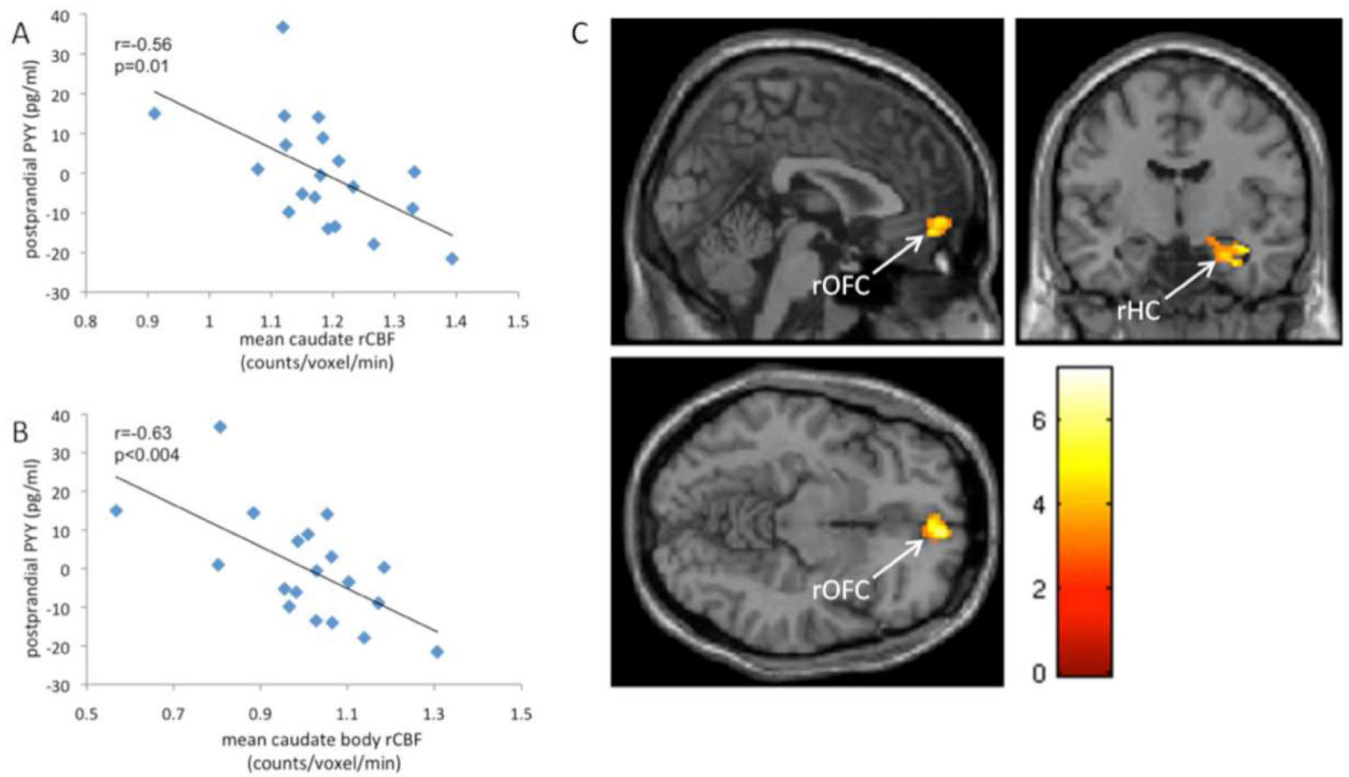 A
postprandial PYY (pg/ml)
40
30
20
10
0
-10
-20
-30
r=-0.56
p=0.01
0.8 0.9 1 1.1 1.2 1.3 1.4 1.5
mean caudate rCBF
(counts/voxel/min)
B
postprandial PYY (pg/ml)
40
30
20
10
0
-10
-20
-30
r=-0.63
p<0.004
0.5 0.7 0.9 1.1 1.3 1.5
mean caudate body rCBF
(counts/voxel/min)
C
rOFC
rHC
rOFC
6
4
2
0